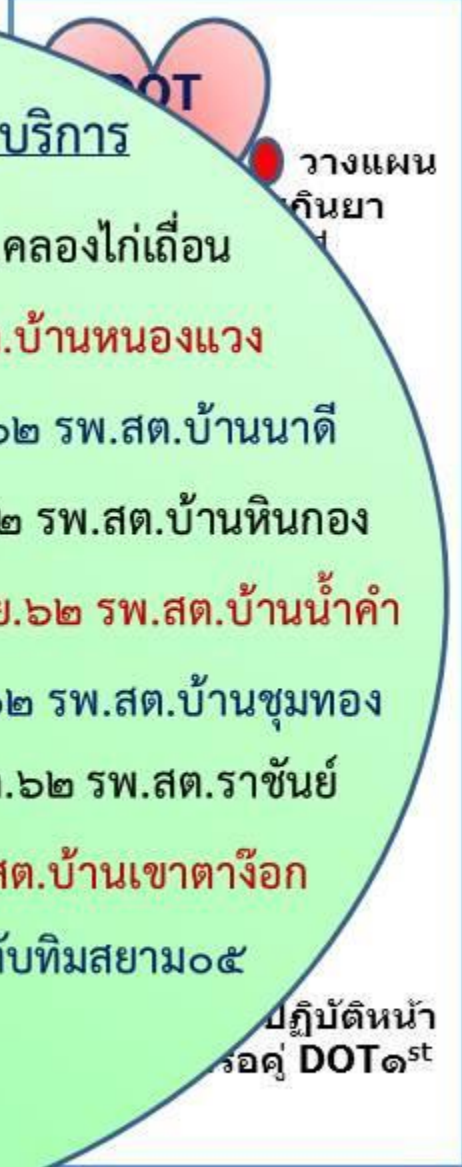 DOT
บริการ
วางแผน
กินยา
คลองไก่เถื่อน
.บ้านหนองแวง
๖๒ รพ.สต.บ้านนาดี
๒ รพ.สต.บ้านหินกอง
ย.๖๒ รพ.สต.บ้านน้ำคำ
๖๒ รพ.สต.บ้านชุมทอง
.๖๒ รพ.สต.ราชันย์
สต.บ้านเขาตาง๊อก
ทับทิมสยาม๐๕
ปฏิบัติหน้า
รอคู่ DOT๑st